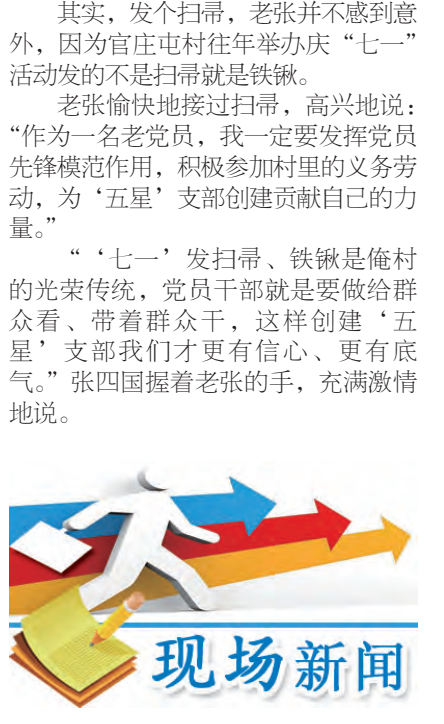 其实，发个扫帚，老张并不感到意
外，因为官庄屯村往年举办庆“七一”
活动发的不是扫帚就是铁锹。
老张愉快地接过扫帚，高兴地说：
“作为一名老党员，我一定要发挥党员
先锋模范作用，积极参加村里的义务劳
动，为‘五星’支部创建贡献自己的力
量。”
“‘七一’发扫帚、铁锹是俺村
的光荣传统，党员干部就是要做给群
众看、带着群众干，这样创建‘五
星’支部我们才更有信心、更有底
气。”张四国握着老张的手，充满激情
地说。
现场新闻